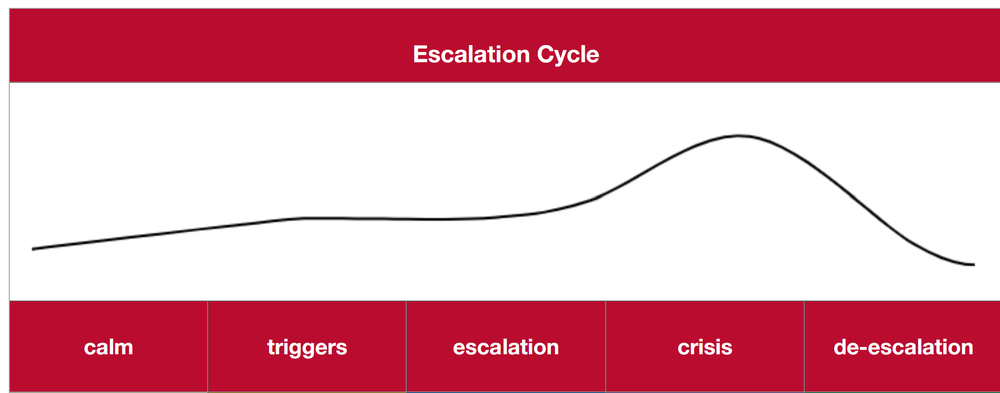 Escalation Cycle
calm
triggers
escalation
crisis
de-escalation